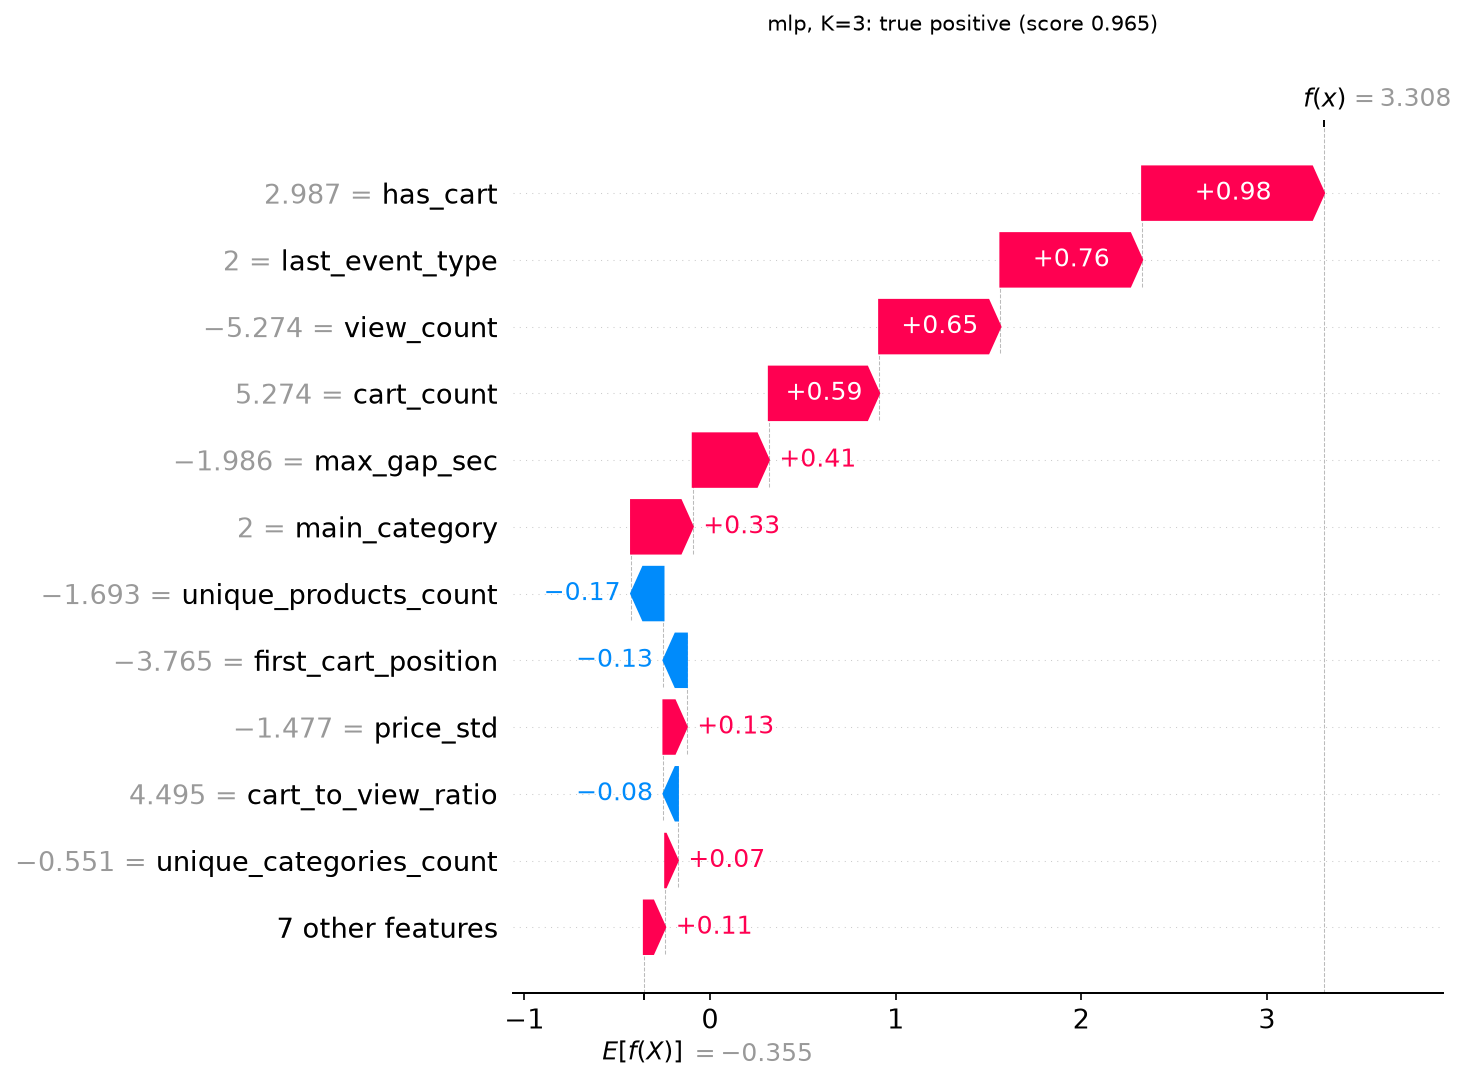 mlp, K=3: true positive (score 0.965)
f(x) = 3.308
2.987 = has_cart +0.98
2 = last_event_type +0.76
−5.274 = view_count +0.65
5.274 = cart_count +0.59
−1.986 = max_gap_sec +0.41
2 = main_category +0.33
−1.693 = unique_products_count −0.17
−3.765 = first_cart_position −0.13
−1.477 = price_std +0.13
4.495 = cart_to_view_ratio −0.08
−0.551 = unique_categories_count +0.07
7 other features +0.11
−1 0 1 2 3
E[f(X)] = −0.355